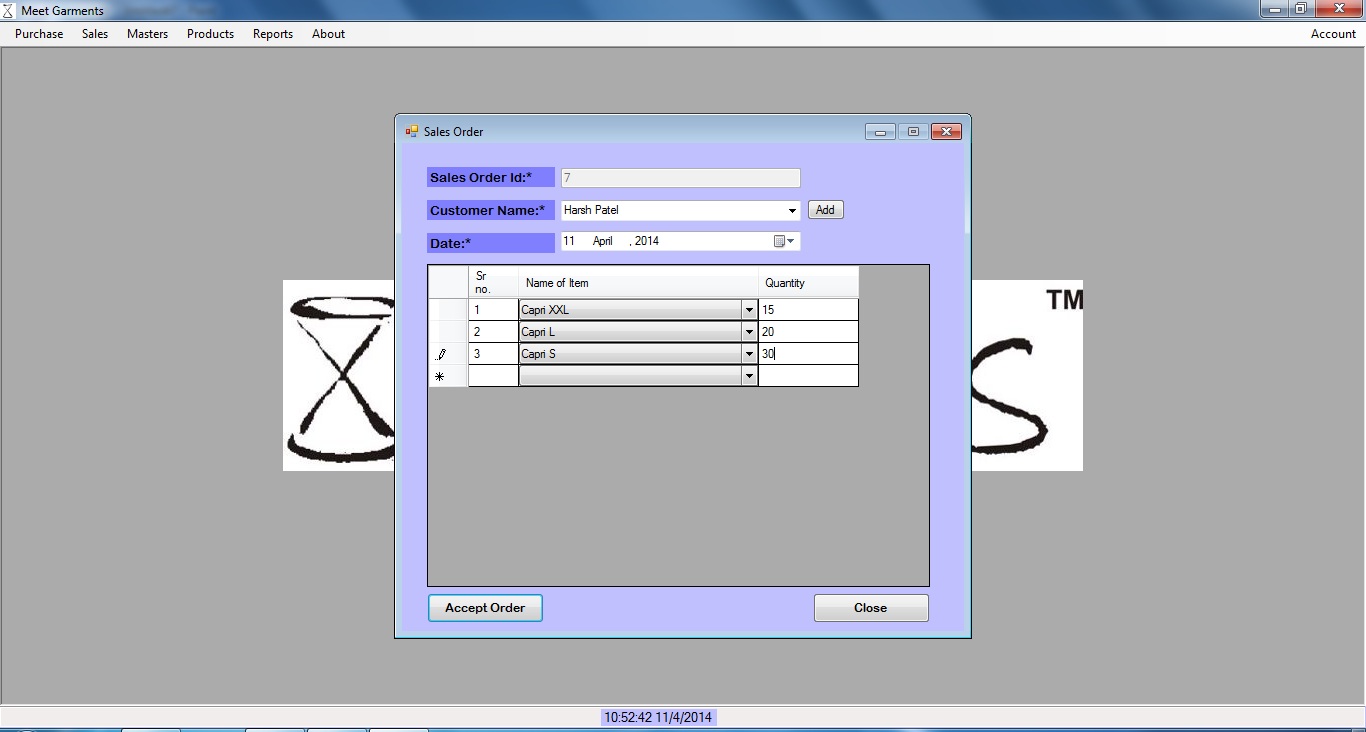 Meet Garments
Purchase Sales Masters Products Reports About Account
Sales Order
Sales Order Id:* 7
Customer Name:* Harsh Patel Add
Date:* 11 April , 2014
Sr no. Name of Item Quantity
1 Capri XXL 15
2 Capri L 20
3 Capri S 30
TM
S
Accept Order Close
10:52:42 11/4/2014